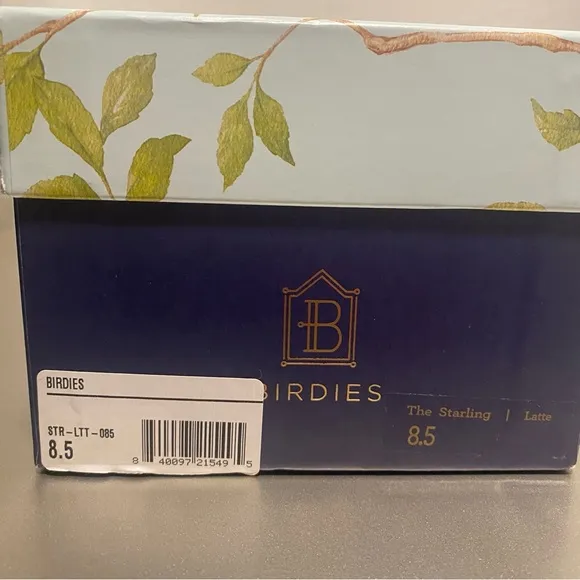 B
BIRDIES
The Starling | Latte
8.5
BIRDIES
STR-LTT-085
8.5
8 40097 21549 5